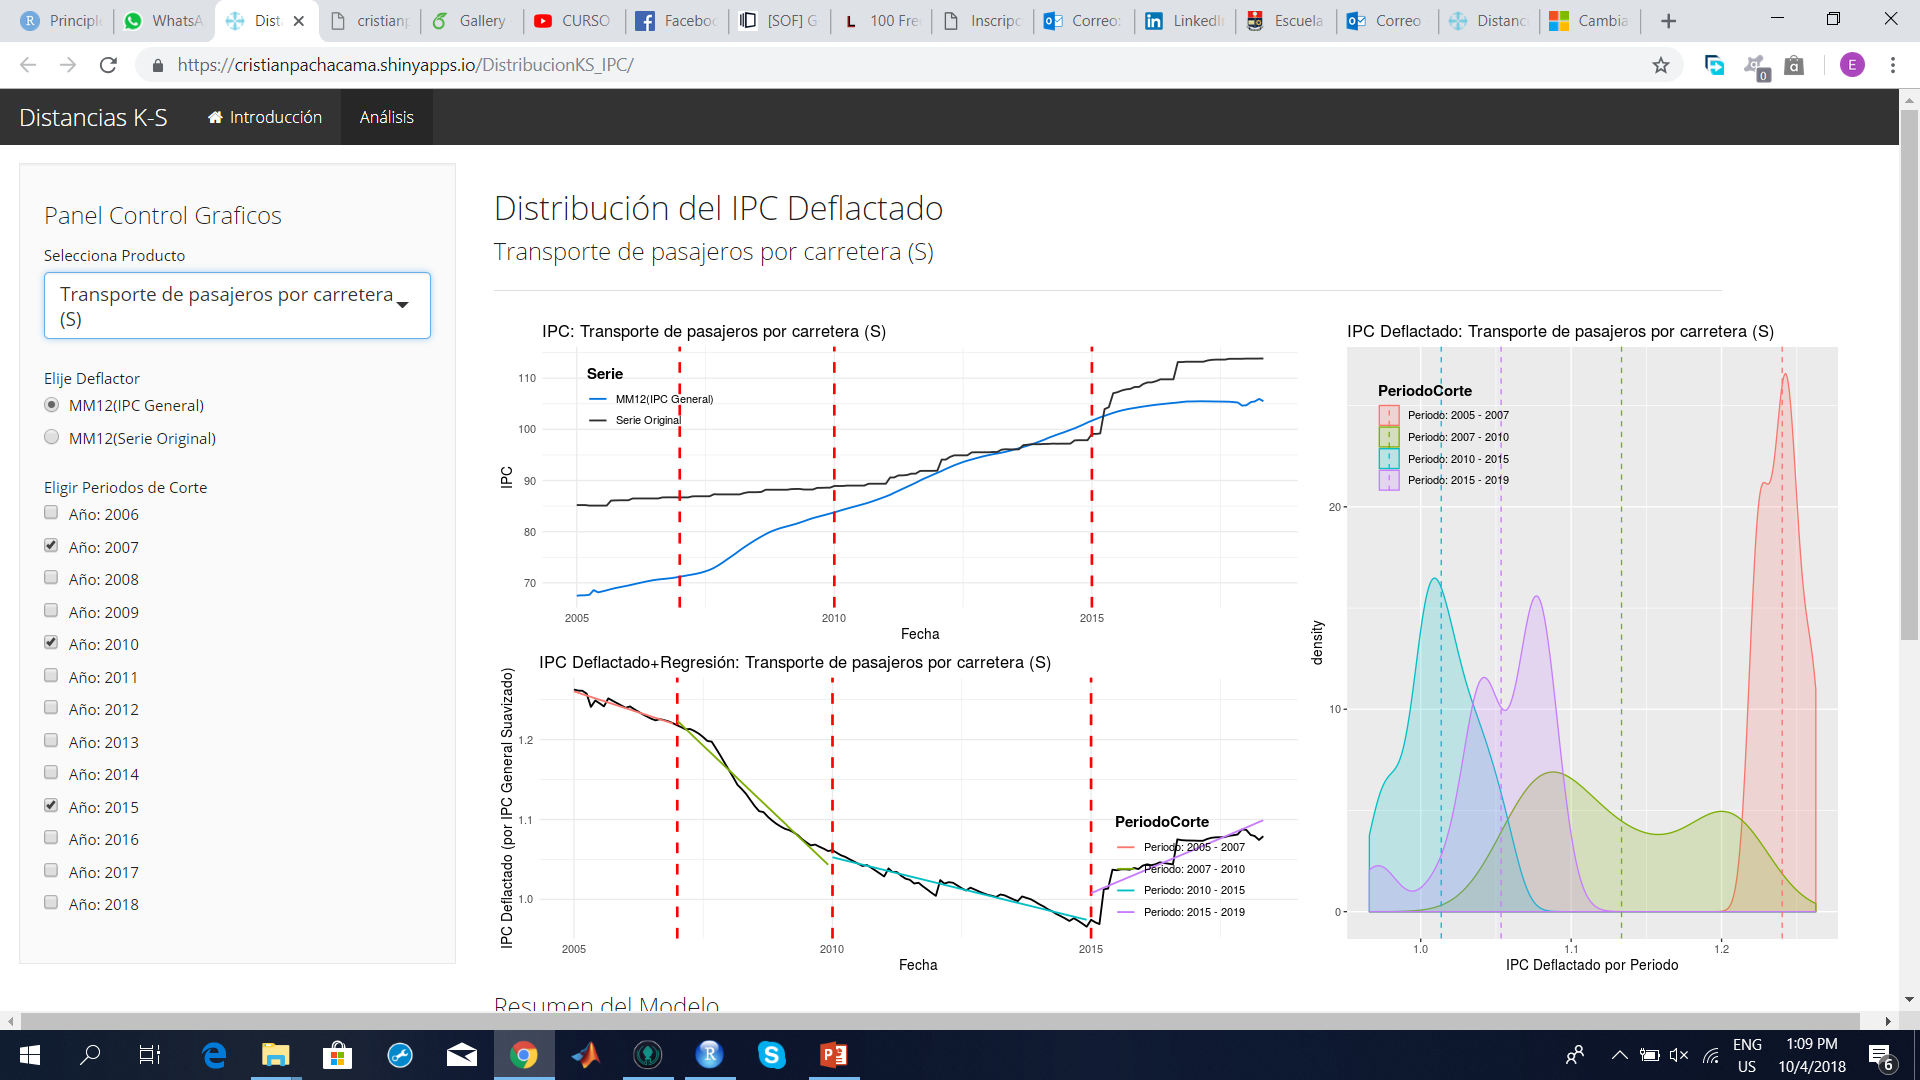 Principle
WhatsA
Dist
cristianp
Gallery
CURSO
Faceboo
[SOF] G
100 Fre
Inscripc
Correo:
LinkedIn
Escuela
Correo
Distanc
Cambia
https://cristianpachacama.shinyapps.io/DistribucionKS_IPC/
0
E
Distancias K-S
Introducción
Análisis
Panel Control Graficos
Selecciona Producto
Transporte de pasajeros por carretera
(S)
Elije Deflactor
MM12(IPC General)
MM12(Serie Original)
Eligir Periodos de Corte
Año: 2006
Año: 2007
Año: 2008
Año: 2009
Año: 2010
Año: 2011
Año: 2012
Año: 2013
Año: 2014
Año: 2015
Año: 2016
Año: 2017
Año: 2018
Distribución del IPC Deflactado
Transporte de pasajeros por carretera (S)
IPC: Transporte de pasajeros por carretera (S)
Serie
MM12(IPC General)
Serie Original
110
100
90
80
70
IPC
2005
2010
2015
Fecha
IPC Deflactado+Regresión: Transporte de pasajeros por carretera (S)
IPC Deflactado (por IPC General Suavizado)
1.2
1.1
1.0
PeriodoCorte
Periodo: 2005 - 2007
Periodo: 2007 - 2010
Periodo: 2010 - 2015
Periodo: 2015 - 2019
2005
2010
2015
Fecha
IPC Deflactado: Transporte de pasajeros por carretera (S)
PeriodoCorte
Periodo: 2005 - 2007
Periodo: 2007 - 2010
Periodo: 2010 - 2015
Periodo: 2015 - 2019
20
10
0
density
1.0
1.1
1.2
IPC Deflactado por Periodo
Resumen del Modelo
ENG
US
1:09 PM
10/4/2018
6